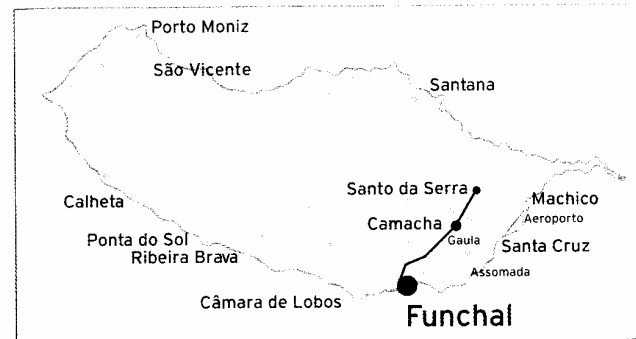 Porto Moniz
São Vicente
Santana
Santo da Serra
Calheta
Machico
Camacha
Aeroporto
Gaula
Ponta do Sol
Santa Cruz
Ribeira Brava
Assomada
Câmara de Lobos
Funchal